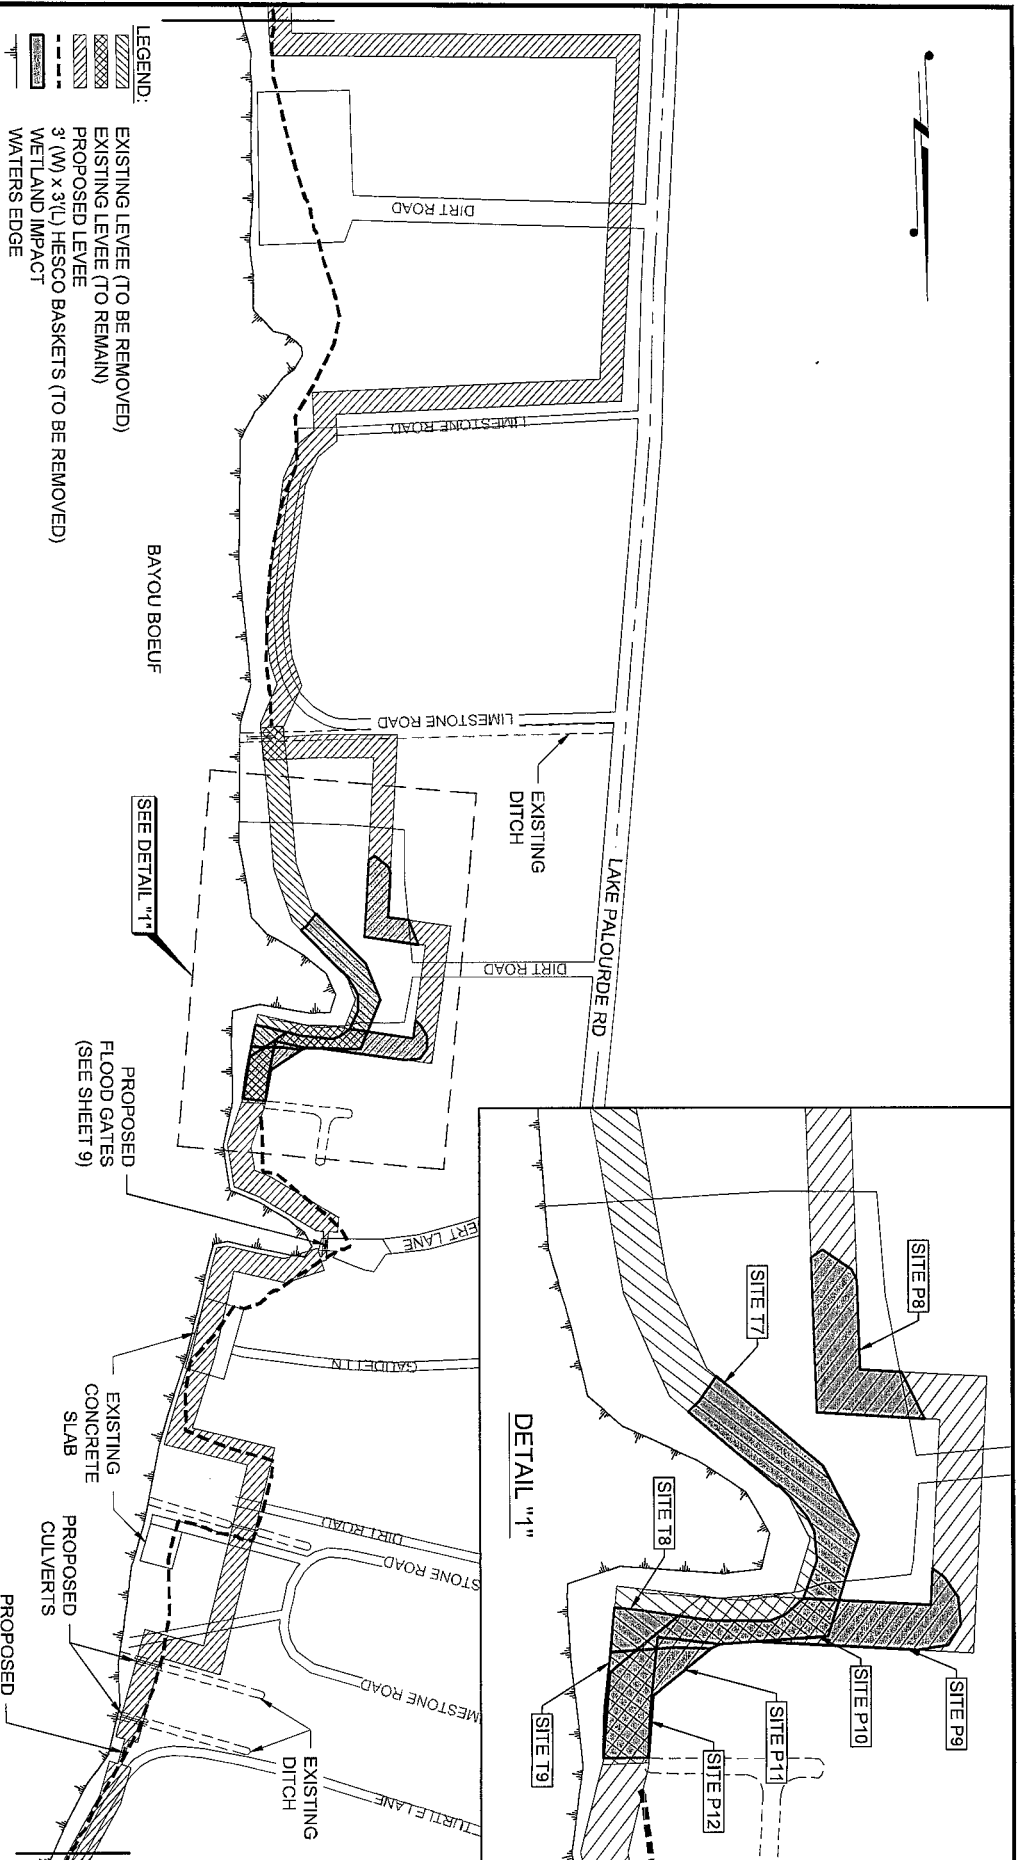 LEGEND:
EXISTING LEVEE (TO BE REMOVED)
EXISTING LEVEE (TO REMAIN)
PROPOSED LEVEE
3' (W) x 3'(L) HESCO BASKETS (TO BE REMOVED)
WETLAND IMPACT
WATERS EDGE
DIRT ROAD
LIMESTONE ROAD
BAYOU BOEUF
LIMESTONE ROAD
EXISTING
DITCH
LAKE PALOURDE RD
DIRT ROAD
SEE DETAIL "1"
PROPOSED
FLOOD GATES
(SEE SHEET 9)
ERT LANE
GAUDET LN
EXISTING
CONCRETE
SLAB
DIRT ROAD
STONE ROAD
MESTONE ROAD
PROPOSED
CULVERTS
PROPOSED
EXISTING
DITCH
TURTLE LANE
DETAIL "1"
SITE P8
SITE T7
SITE T8
SITE P9
SITE P10
SITE P11
SITE P12
SITE T9